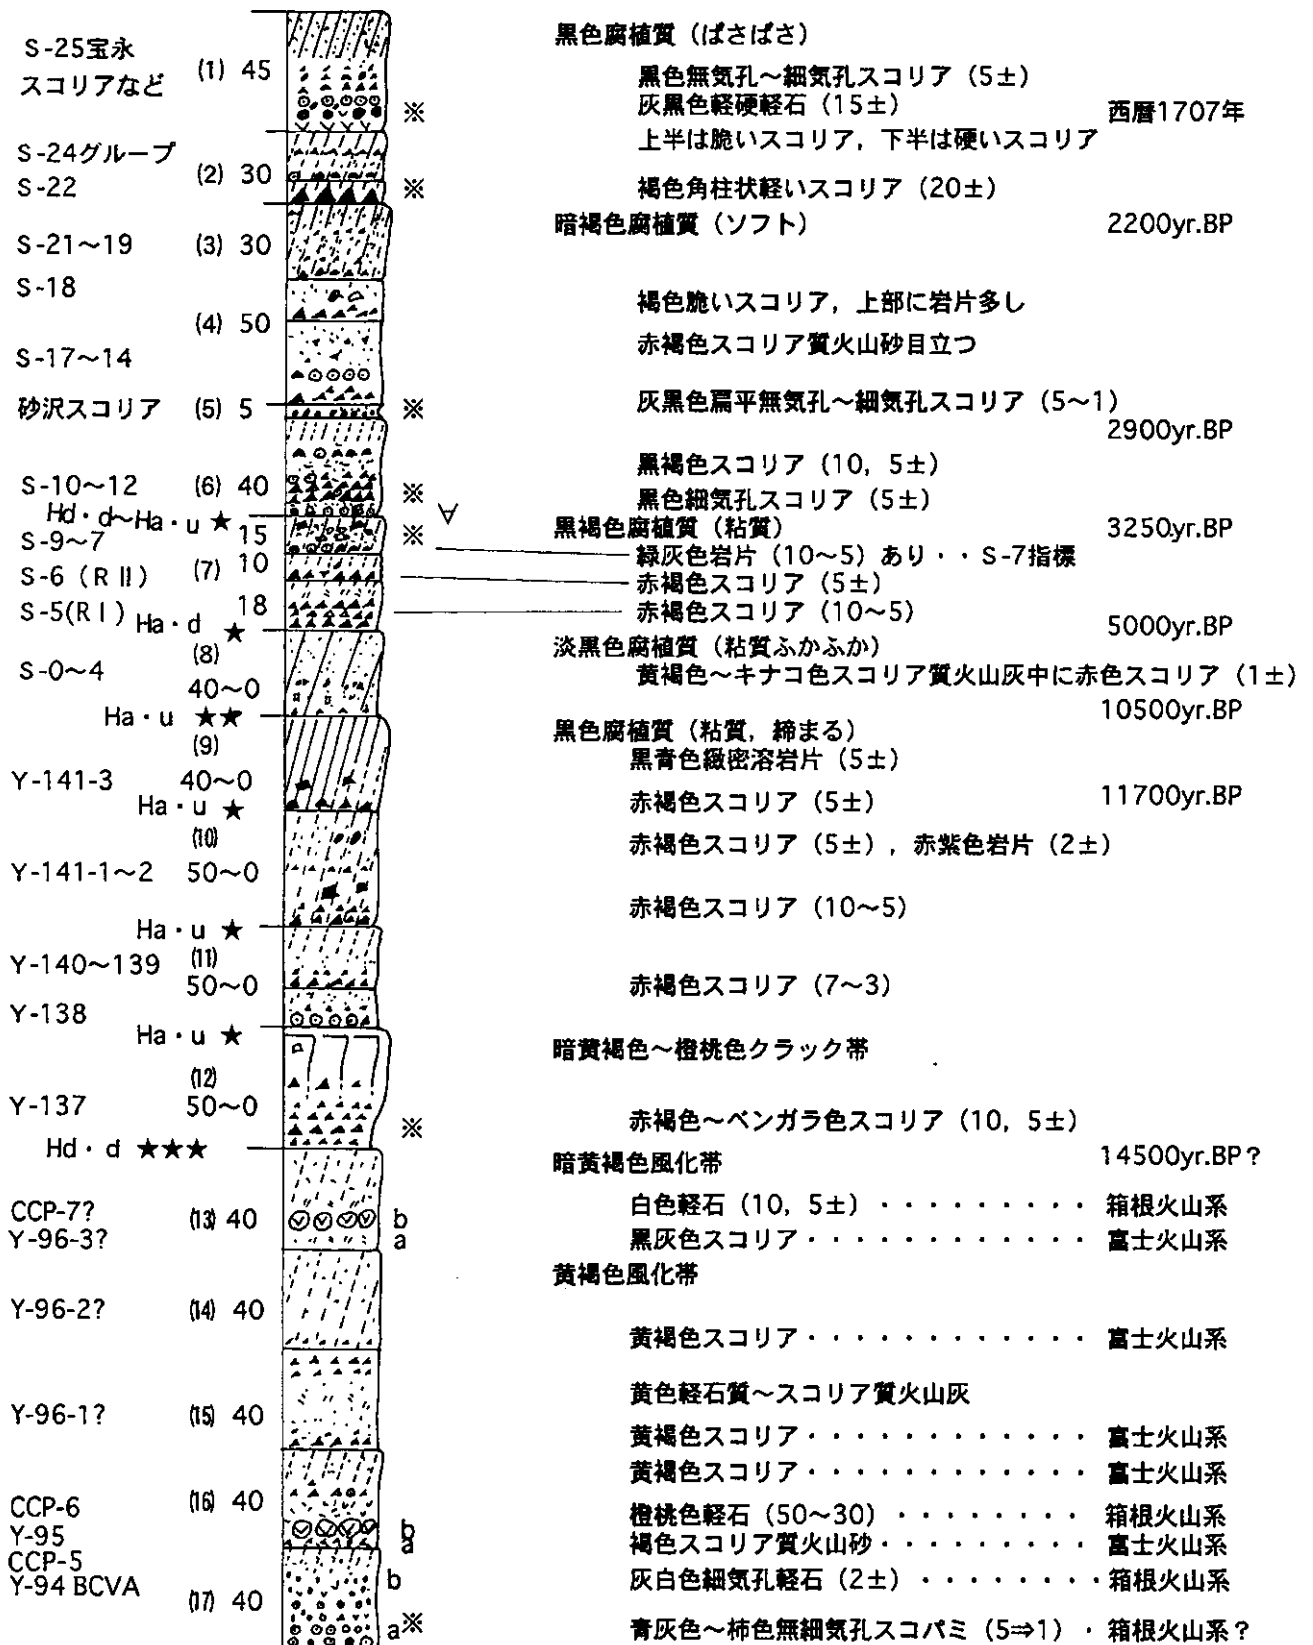 黒色腐植質（ぱさぱさ）
S-25宝永
スコリアなど (1) 45
黒色無気孔～細気孔スコリア（5±）
灰黒色軽硬軽石（15±）
※ 西暦1707年
上半は脆いスコリア，下半は硬いスコリア
S-24グループ
(2) 30
S-22 ※ 褐色角柱状軽いスコリア（20±）
暗褐色腐植質（ソフト） 2200yr.BP
S-21～19 (3) 30
S-18
褐色脆いスコリア，上部に岩片多し
(4) 50
赤褐色スコリア質火山砂目立つ
S-17～14
砂沢スコリア (5) 5 ※ 灰黒色扁平無気孔～細気孔スコリア（5～1）
2900yr.BP
黒褐色スコリア（10，5±）
S-10～12 (6) 40 ※ 黒色細気孔スコリア（5±）
Hd・d～Ha・u ★ 黒褐色腐植質（粘質） 3250yr.BP
S-9～7 15 ※
緑灰色岩片（10～5）あり・・S-7指標
S-6（RⅡ） (7) 10 赤褐色スコリア（5±）
S-5(RⅠ) 18 赤褐色スコリア（10～5）
Ha・d ★ 5000yr.BP
淡黒色腐植質（粘質ふかふか）
(8)
S-0～4 黄褐色～キナコ色スコリア質火山灰中に赤色スコリア（1±）
40～0
Ha・u ★★ 10500yr.BP
黒色腐植質（粘質，締まる）
(9)
黒青色緻密溶岩片（5±）
Y-141-3 40～0
Ha・u ★ 赤褐色スコリア（5±） 11700yr.BP
(10) 赤褐色スコリア（5±），赤紫色岩片（2±）
Y-141-1～2 50～0
赤褐色スコリア（10～5）
Ha・u ★
Y-140～139 (11)
50～0 赤褐色スコリア（7～3）
Y-138
Ha・u ★
暗黄褐色～橙桃色クラック帯
(12)
Y-137 50～0
※ 赤褐色～ベンガラ色スコリア（10，5±）
Hd・d ★★★ 暗黄褐色風化帯 14500yr.BP?
CCP-7? (13) 40 b 白色軽石（10，5±）・・・・・・・・・箱根火山系
Y-96-3? a 黒灰色スコリア・・・・・・・・・・・・富士火山系
黄褐色風化帯
Y-96-2? (14) 40
黄褐色スコリア・・・・・・・・・・・・富士火山系
黄色軽石質～スコリア質火山灰
Y-96-1? (15) 40
黄褐色スコリア・・・・・・・・・・・・富士火山系
黄褐色スコリア・・・・・・・・・・・・富士火山系
(16) 40
CCP-6 b 橙桃色軽石（50～30）・・・・・・・・箱根火山系
Y-95 a 褐色スコリア質火山砂・・・・・・・・・富士火山系
CCP-5
b 灰白色細気孔軽石（2±）・・・・・・・・箱根火山系
Y-94 BCVA
(17) 40
a※ 青灰色～柿色無細気孔スコパミ（5⇒1）・箱根火山系？